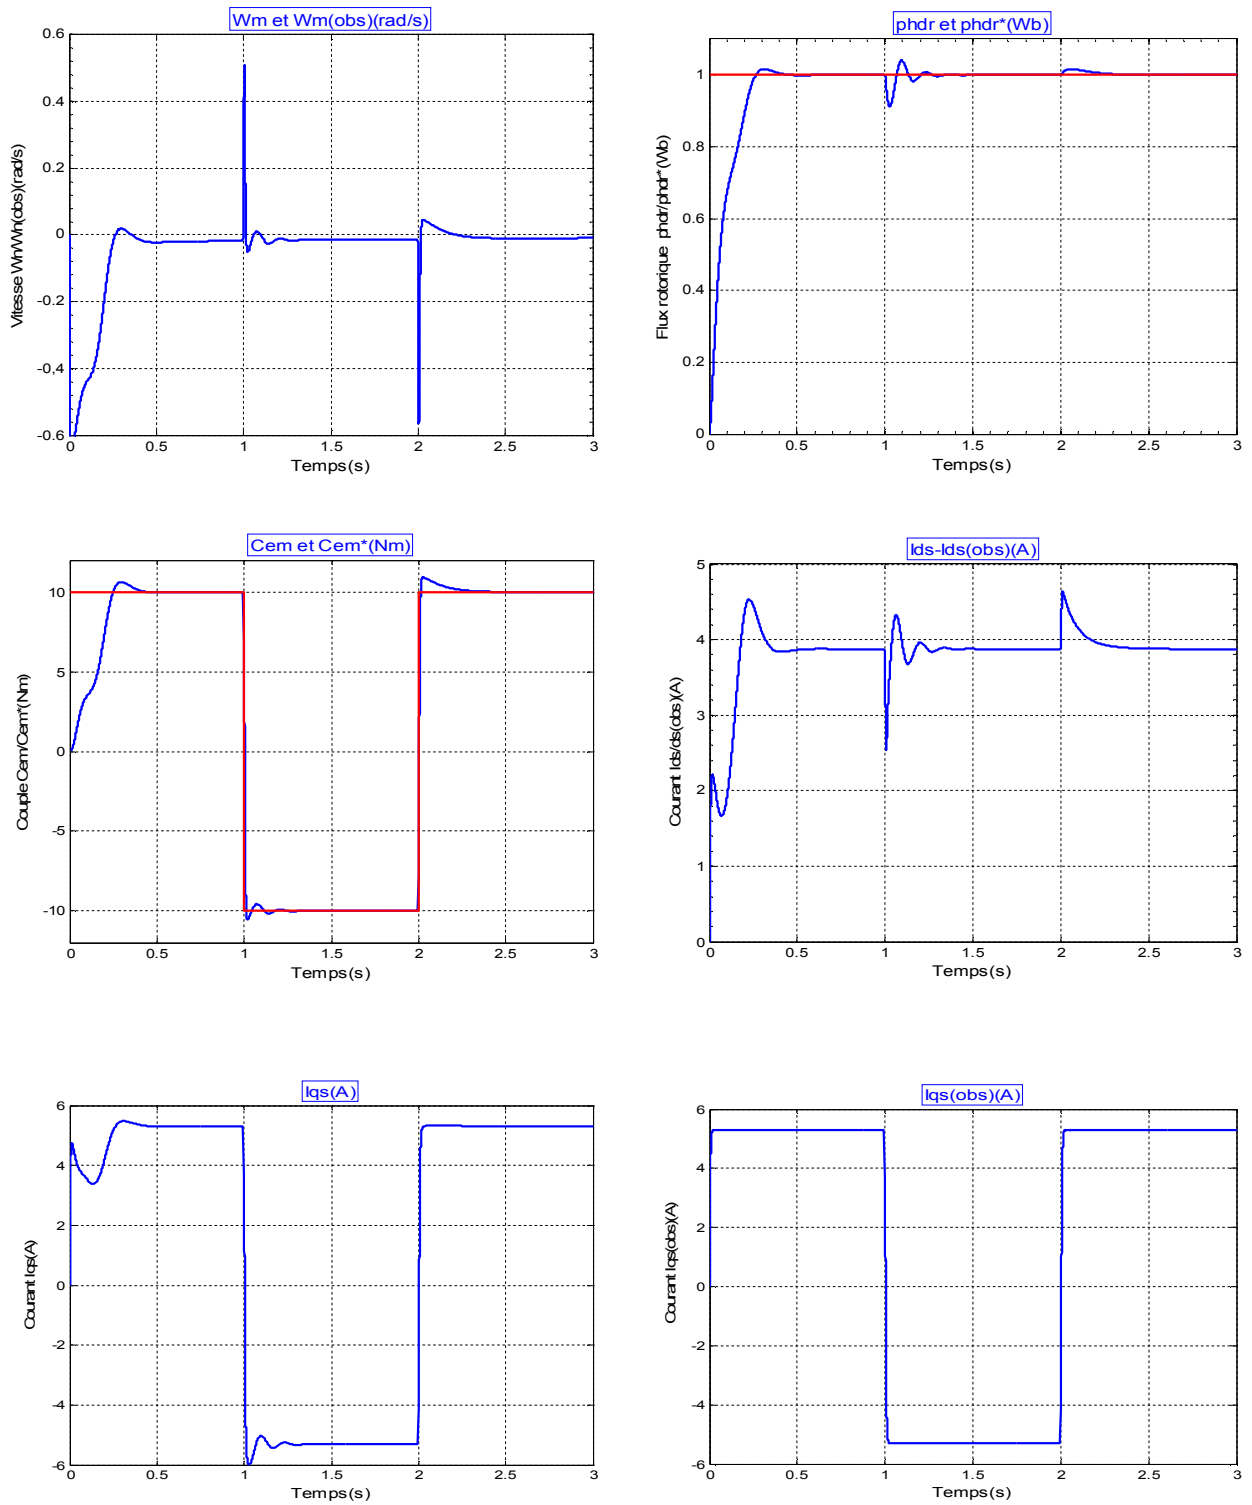 Wm et Wm(obs)(rad/s)
Vitesse Wm/Wm(obs)(rad/s)
0.6
0.4
0.2
0
-0.2
-0,4
-0.6
0 0.5 1 1.5 2 2.5 3
Temps(s)
phdr et phdr*(Wb)
Flux rotorique phdr/phdr*(Wb)
1
0.8
0.6
0.4
0.2
0
0 0.5 1 1.5 2 2.5 3
Temps(s)
Cem et Cem*(Nm)
Couple Cem/Cem*(Nm)
10
5
0
-5
-10
0 0.5 1 1.5 2 2.5 3
Temps(s)
Ids-Ids(obs)(A)
Courant Ids/ds(obs)(A)
5
4
3
2
1
0
0 0.5 1 1.5 2 2.5 3
Temps(s)
Iqs(A)
Courant Iqs(A)
6
4
2
0
-2
-4
-6
0 0.5 1 1.5 2 2.5 3
Temps(s)
Iqs(obs)(A)
Courant Iqs(obs)(A)
6
4
2
0
-2
-4
-6
0 0.5 1 1.5 2 2.5 3
Temps(s)